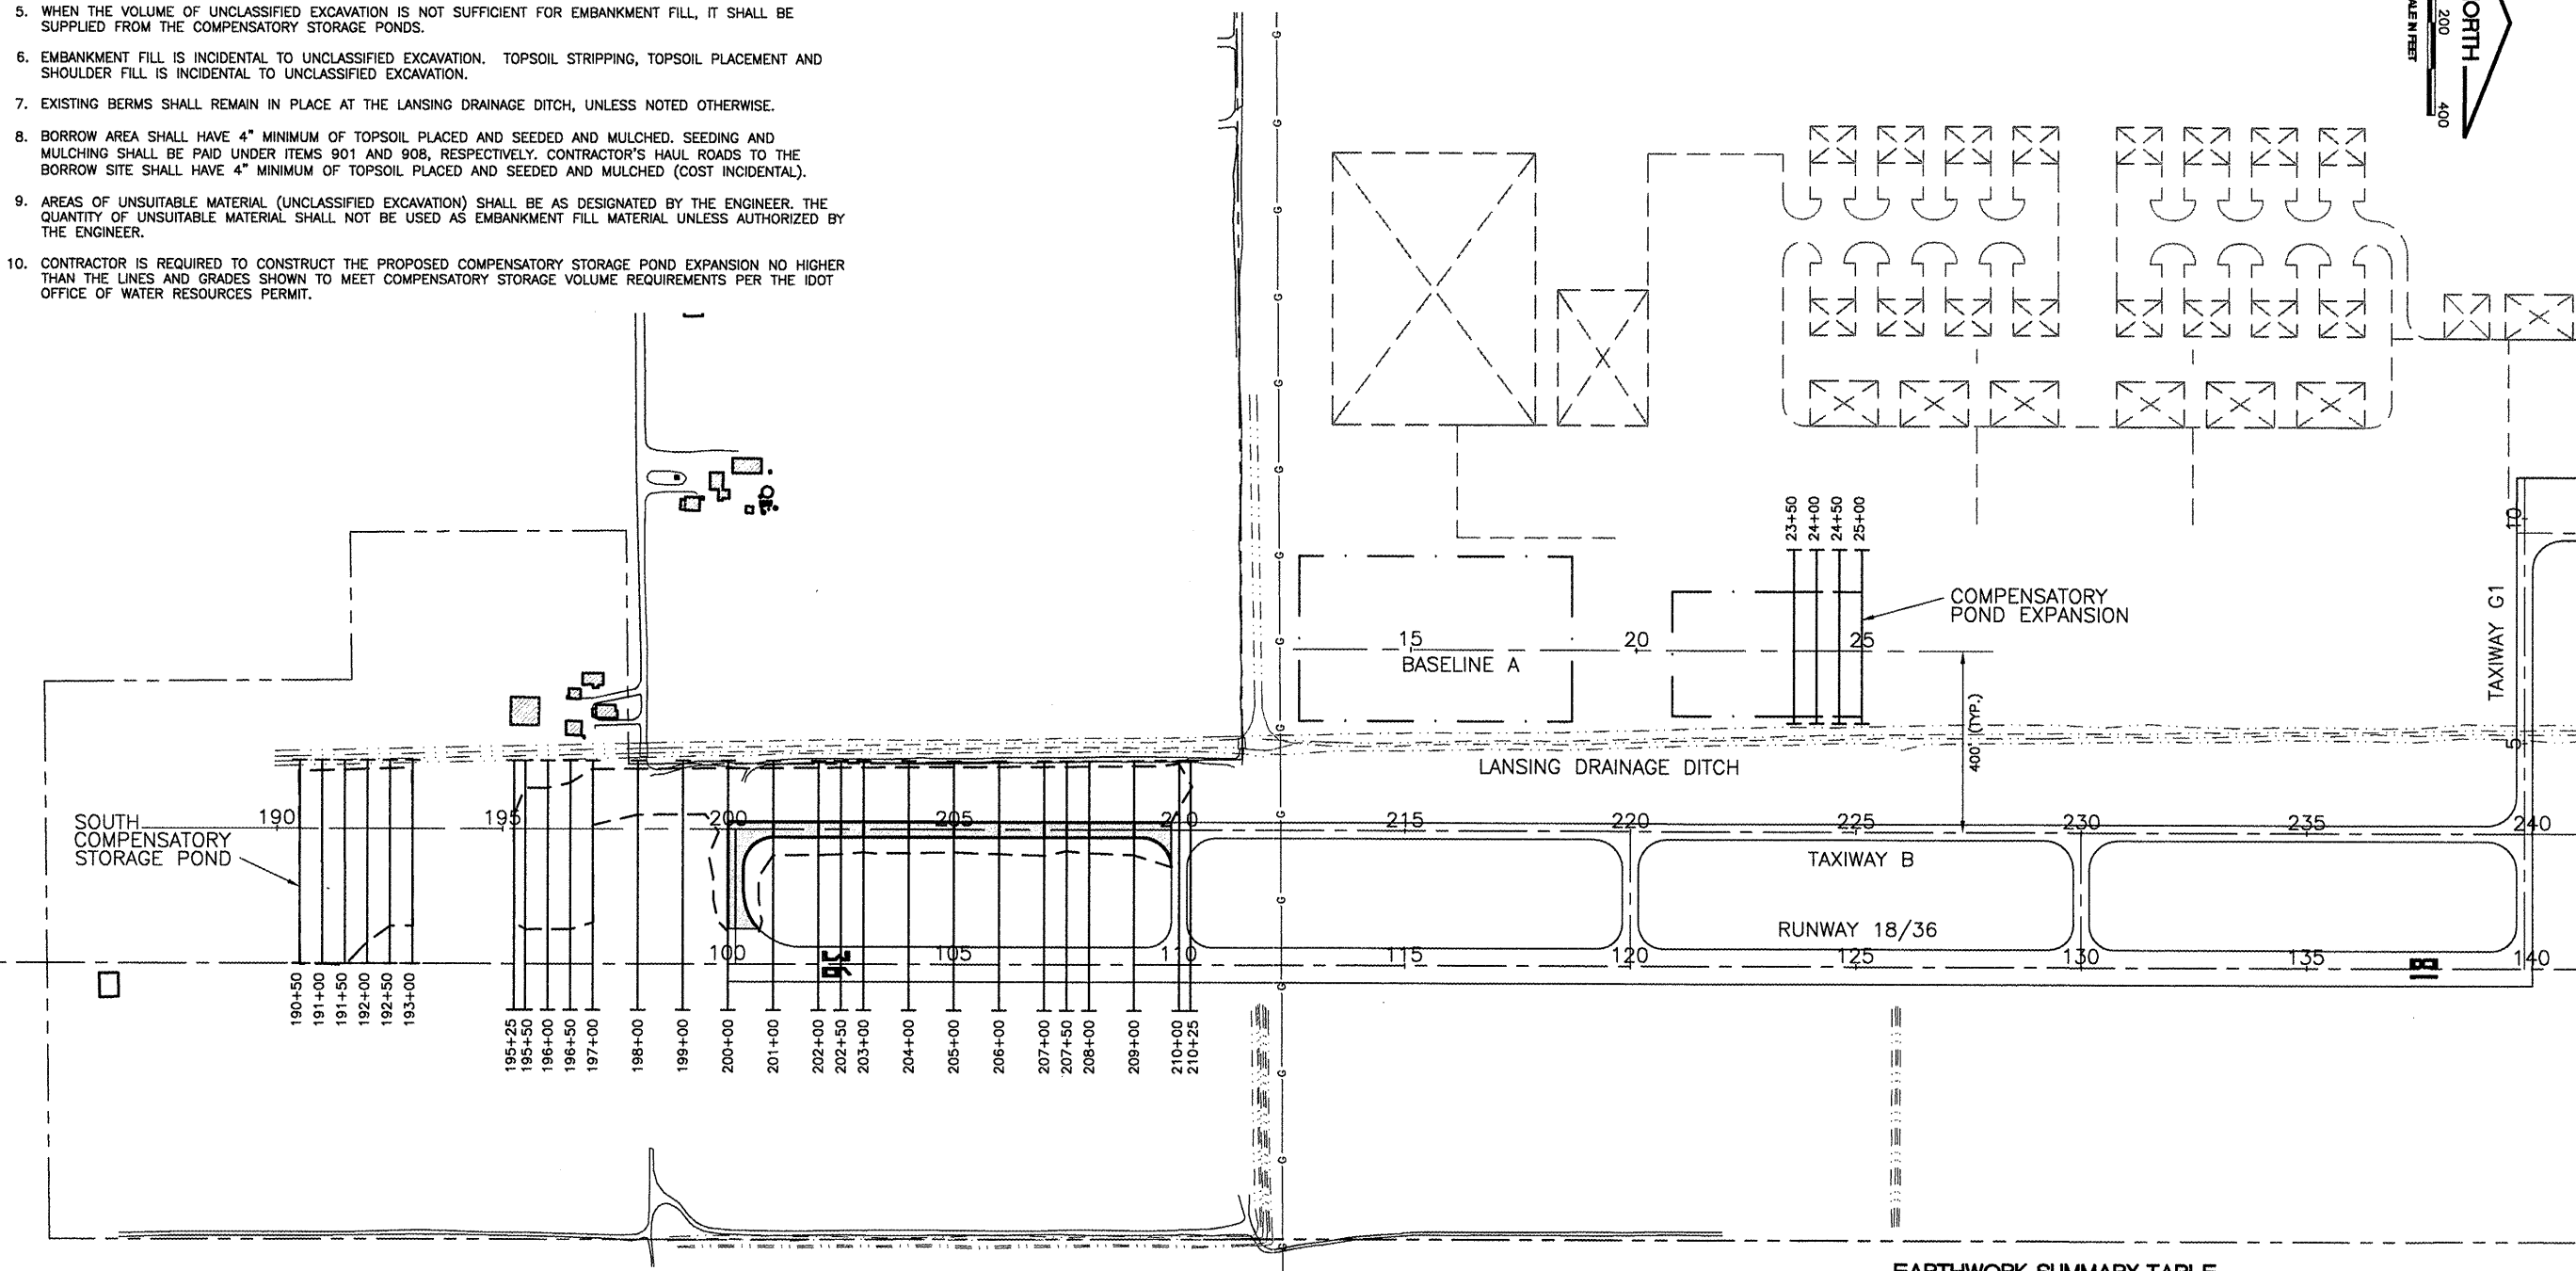 5. WHEN THE VOLUME OF UNCLASSIFIED EXCAVATION IS NOT SUFFICIENT FOR EMBANKMENT FILL, IT SHALL BE
SUPPLIED FROM THE COMPENSATORY STORAGE PONDS.
6. EMBANKMENT FILL IS INCIDENTAL TO UNCLASSIFIED EXCAVATION. TOPSOIL STRIPPING, TOPSOIL PLACEMENT AND
SHOULDER FILL IS INCIDENTAL TO UNCLASSIFIED EXCAVATION.
7. EXISTING BERMS SHALL REMAIN IN PLACE AT THE LANSING DRAINAGE DITCH, UNLESS NOTED OTHERWISE.
8. BORROW AREA SHALL HAVE 4" MINIMUM OF TOPSOIL PLACED AND SEEDED AND MULCHED. SEEDING AND
MULCHING SHALL BE PAID UNDER ITEMS 901 AND 908, RESPECTIVELY. CONTRACTOR'S HAUL ROADS TO THE
BORROW SITE SHALL HAVE 4" MINIMUM OF TOPSOIL PLACED AND SEEDED AND MULCHED (COST INCIDENTAL).
9. AREAS OF UNSUITABLE MATERIAL (UNCLASSIFIED EXCAVATION) SHALL BE AS DESIGNATED BY THE ENGINEER. THE
QUANTITY OF UNSUITABLE MATERIAL SHALL NOT BE USED AS EMBANKMENT FILL MATERIAL UNLESS AUTHORIZED BY
THE ENGINEER.
10. CONTRACTOR IS REQUIRED TO CONSTRUCT THE PROPOSED COMPENSATORY STORAGE POND EXPANSION NO HIGHER
THAN THE LINES AND GRADES SHOWN TO MEET COMPENSATORY STORAGE VOLUME REQUIREMENTS PER THE IDOT
OFFICE OF WATER RESOURCES PERMIT.
ORTH
200
400
ALE IN FEET
23+50
24+00
24+50
25+00
COMPENSATORY
POND EXPANSION
10
TAXIWAY G1
5
15
20
25
BASELINE A
400' (TYP.)
LANSING DRAINAGE DITCH
SOUTH
COMPENSATORY
STORAGE POND
190
195
200
205
210
215
220
225
230
235
240
TAXIWAY B
RUNWAY 18/36
100
105
110
115
120
125
130
135
140
36
18
190+50
191+00
191+50
192+00
192+50
193+00
195+25
195+50
196+00
196+50
197+00
198+00
199+00
200+00
201+00
202+00
202+50
203+00
204+00
205+00
206+00
207+00
207+50
208+00
209+00
210+00
210+25
G G G G G G G G G G G G G G
EARTHWORK SUMMARY TABLE